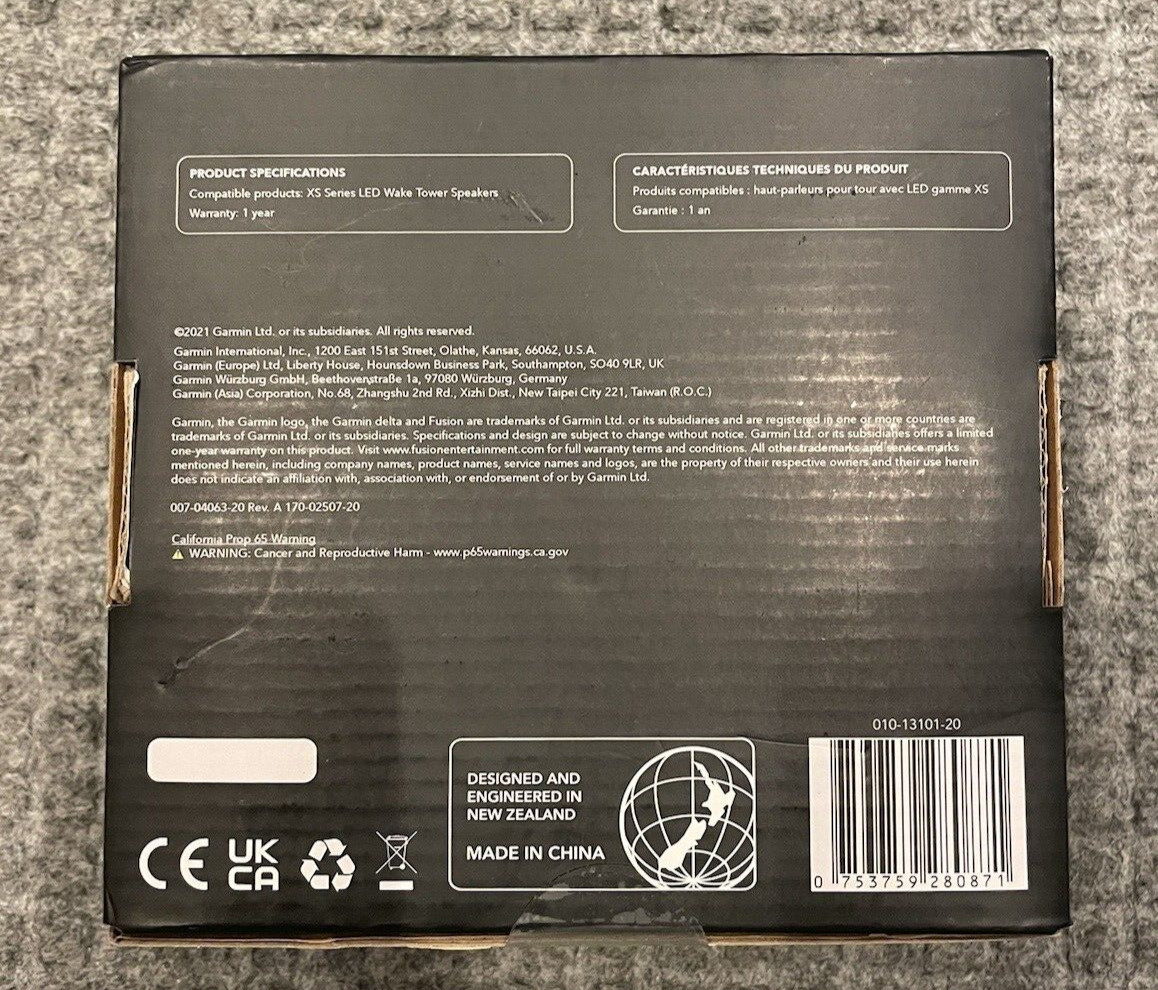 PRODUCT SPECIFICATIONS
Compatible products: XS Series LED Wake Tower Speakers
Warranty: 1 year
CARACTÉRISTIQUES TECHNIQUES DU PRODUIT
Produits compatibles : haut-parleurs pour tour avec LED gamme XS
Garantie : 1 an
©2021 Garmin Ltd. or its subsidiaries. All rights reserved.
Garmin International, Inc., 1200 East 151st Street, Olathe, Kansas, 66062, U.S.A.
Garmin (Europe) Ltd, Liberty House, Hounsdown Business Park, Southampton, SO40 9LR, UK
Garmin Würzburg GmbH, Beethovenstraße 1a, 97080 Würzburg, Germany
Garmin (Asia) Corporation, No.68, Zhangshu 2nd Rd., Xizhi Dist., New Taipei City 221, Taiwan (R.O.C.)
Garmin, the Garmin logo, the Garmin delta and Fusion are trademarks of Garmin Ltd. or its subsidiaries and are registered in one or more countries are
trademarks of Garmin Ltd. or its subsidiaries. Specifications and design are subject to change without notice. Garmin Ltd. or its subsidiaries offers a limited
one-year warranty on this product. Visit www.fusionentertainment.com for full warranty terms and conditions. All other trademarks and service marks
mentioned herein, including company names, product names, service names and logos, are the property of their respective owners and their use herein
does not indicate an affiliation with, association with, or endorsement of or by Garmin Ltd.
007-04063-20 Rev. A 170-02507-20
California Prop 65 Warning
WARNING: Cancer and Reproductive Harm - www.p65warnings.ca.gov
CE
UK
CA
DESIGNED AND
ENGINEERED IN
NEW ZEALAND
MADE IN CHINA
010-13101-20
0 753759 280871